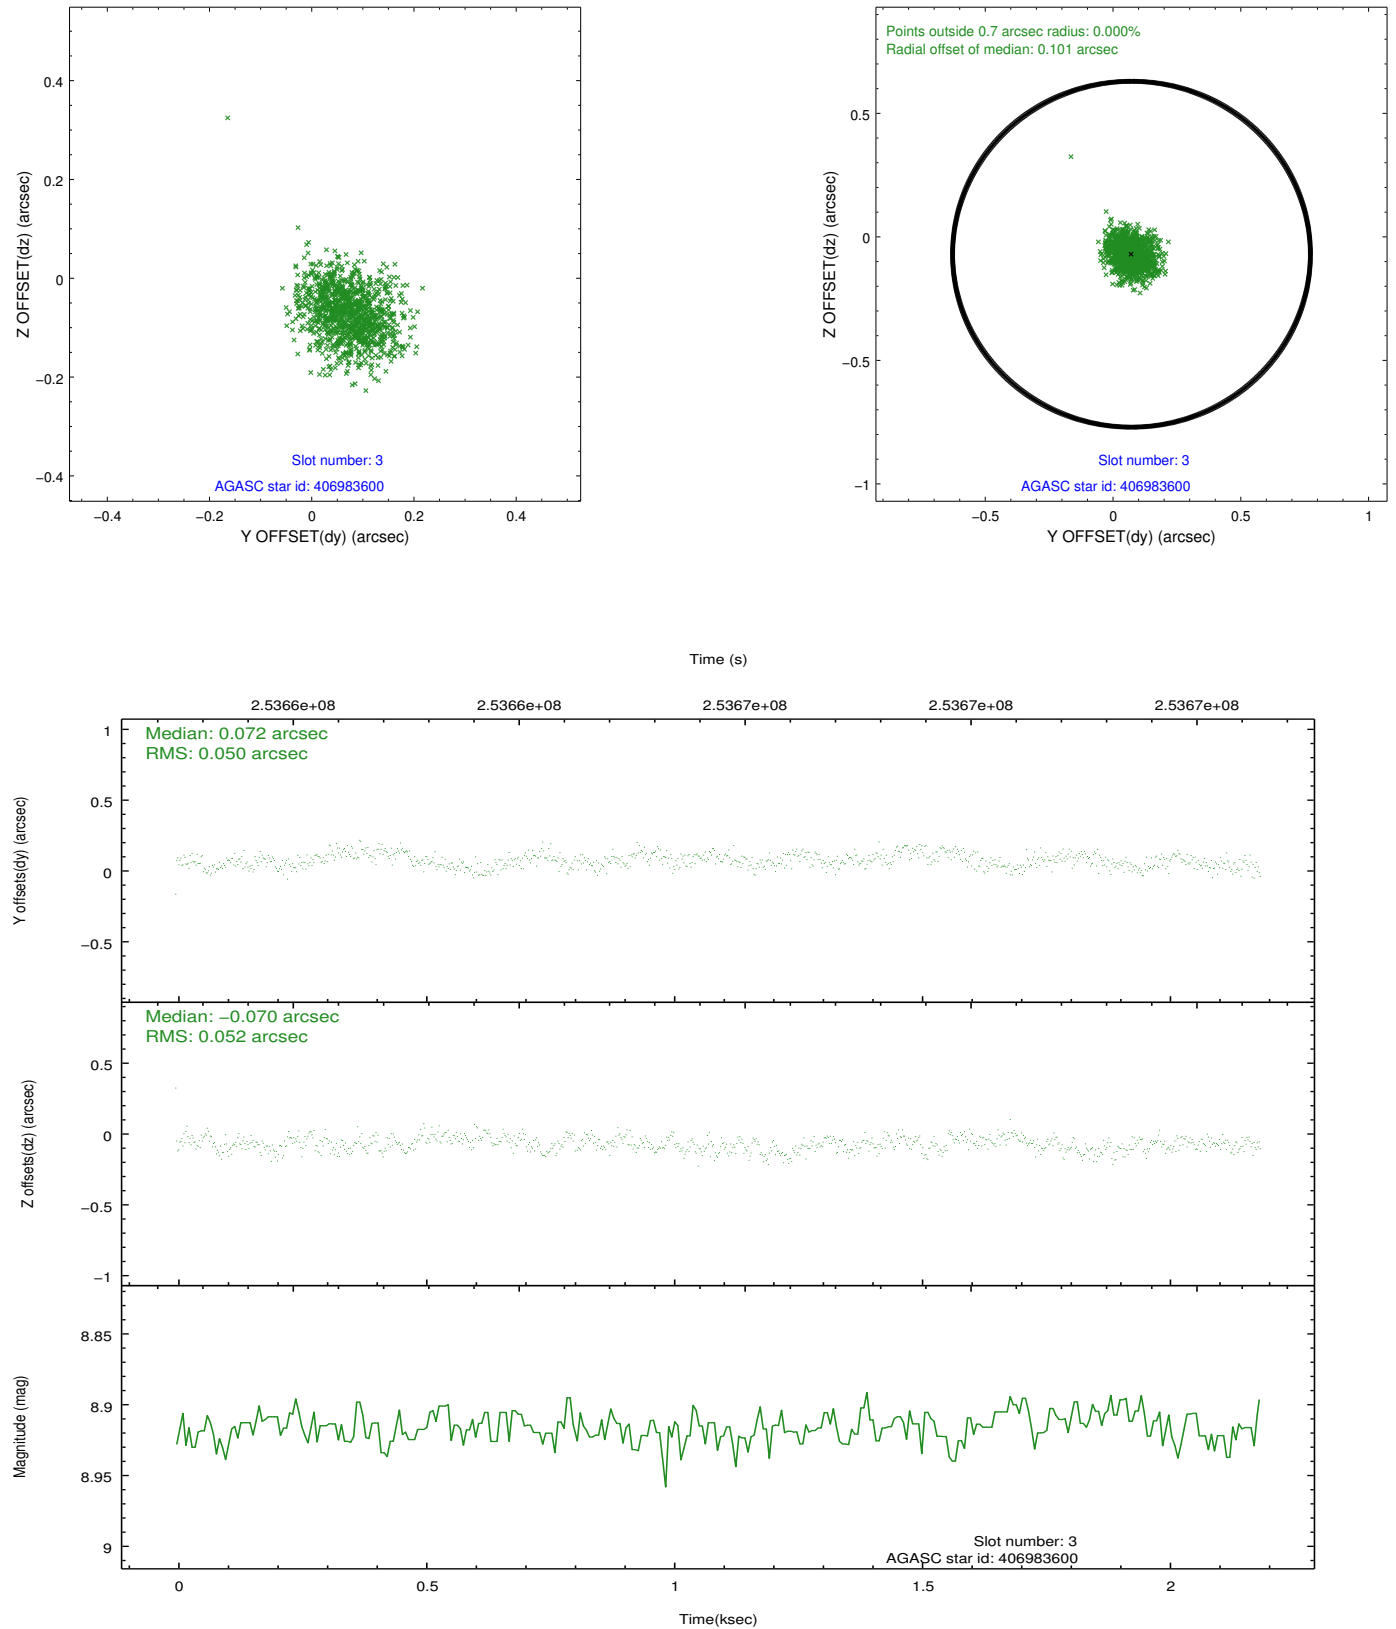 0.4
0.2
0
−0.2
−0.4
Z OFFSET(dz) (arcsec)
Slot number: 3
AGASC star id: 406983600
−0.4 −0.2 0 0.2 0.4
Y OFFSET(dy) (arcsec)
Points outside 0.7 arcsec radius: 0.000%
Radial offset of median: 0.101 arcsec
0.5
0
−0.5
−1
Z OFFSET(dz) (arcsec)
Slot number: 3
AGASC star id: 406983600
−0.5 0 0.5 1
Y OFFSET(dy) (arcsec)
Time (s)
2.5366e+08 2.5366e+08 2.5367e+08 2.5367e+08 2.5367e+08
Median: 0.072 arcsec
RMS: 0.050 arcsec
1
0.5
0
−0.5
Y offsets(dy) (arcsec)
Median: −0.070 arcsec
RMS: 0.052 arcsec
0.5
0
−0.5
−1
Z offsets(dz) (arcsec)
8.85
8.9
8.95
9
Magnitude (mag)
Slot number: 3
AGASC star id: 406983600
0 0.5 1 1.5 2
Time(ksec)